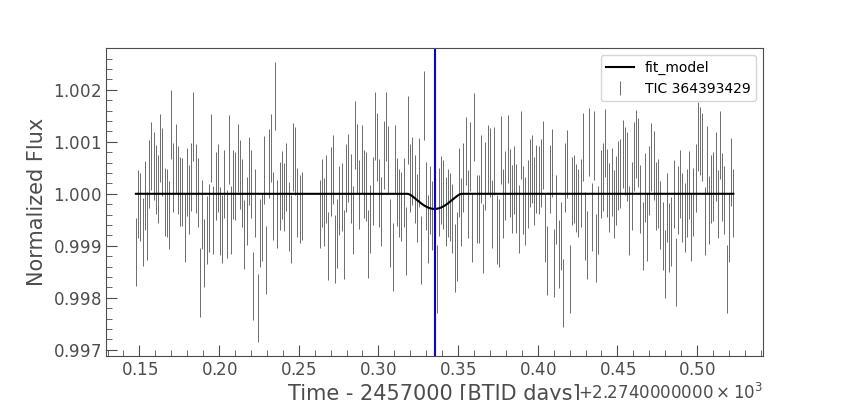 fit_model
TIC 364393429
1.002
1.001
1.000
0.999
0.998
0.997
Normalized Flux
0.15 0.20 0.25 0.30 0.35 0.40 0.45 0.50
Time - 2457000 [BTJD days]
+2.2740000000 × 10³